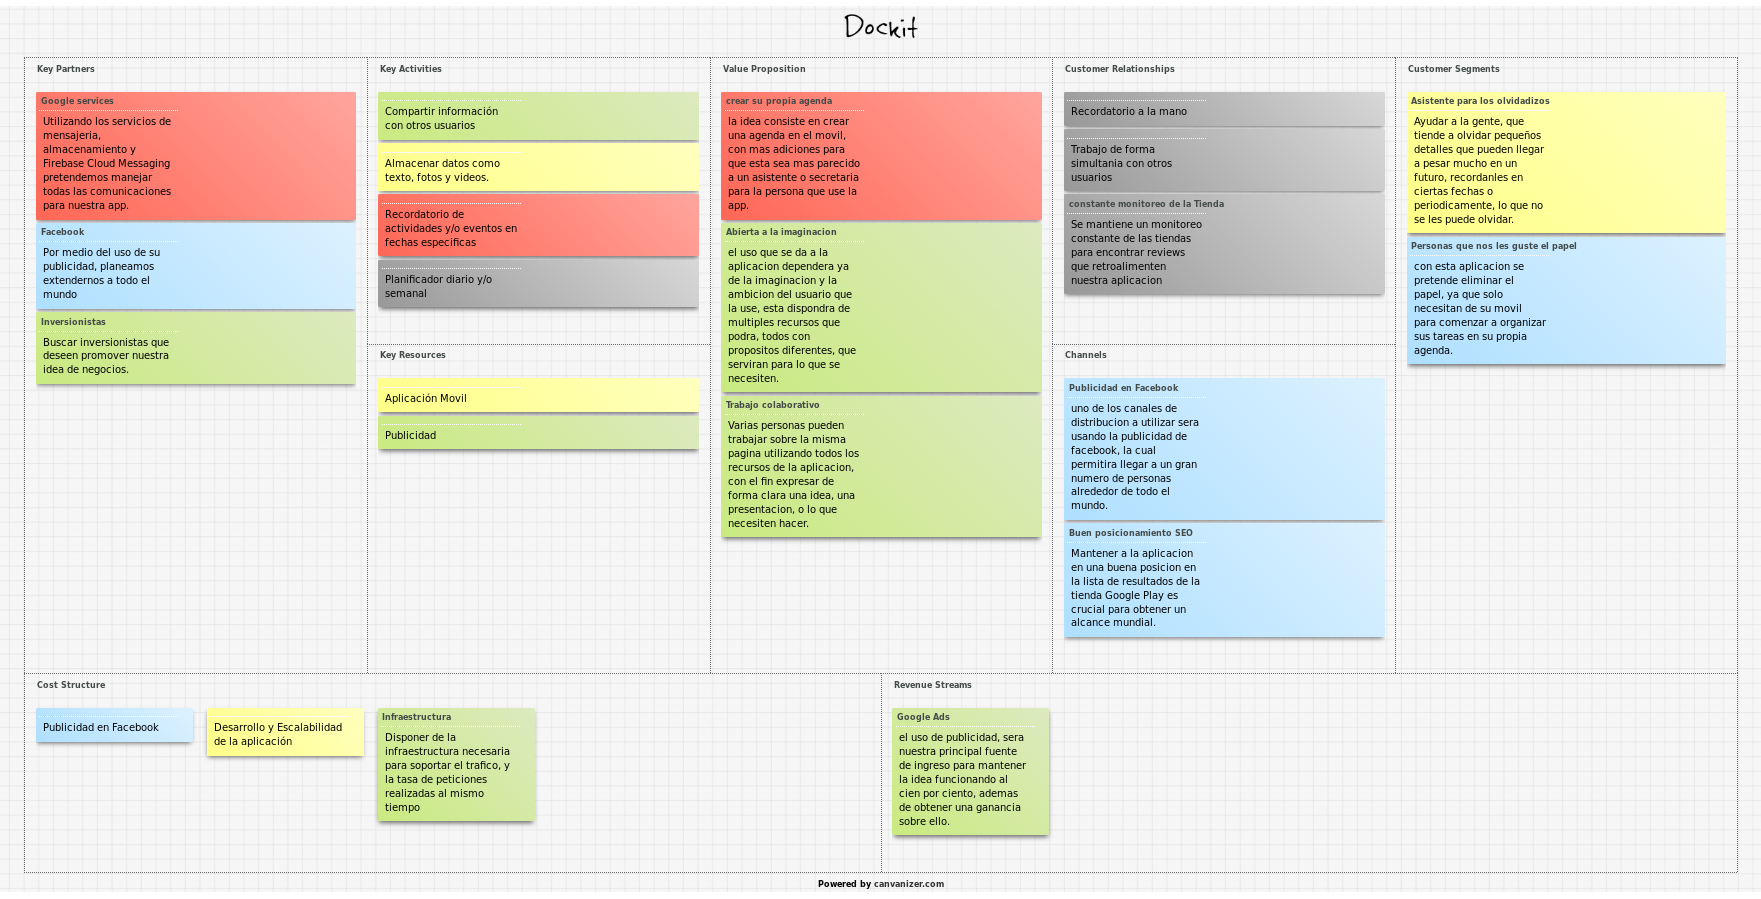 Dockit
Key Partners
Google services
Utilizando los servicios de
mensajeria,
almacenamiento y
Firebase Cloud Messaging
pretendemos manejar
todas las comunicaciones
para nuestra app.
Facebook
Por medio del uso de su
publicidad, planeamos
extendernos a todo el
mundo
Inversionistas
Buscar inversionistas que
deseen promover nuestra
idea de negocios.
Key Activities
Compartir información
con otros usuarios
Almacenar datos como
texto, fotos y videos.
Recordatorio de
actividades y/o eventos en
fechas especificas
Planificador diario y/o
semanal
Key Resources
Aplicación Movil
Publicidad
Value Proposition
crear su propia agenda
la idea consiste en crear
una agenda en el movil,
con mas adiciones para
que esta sea mas parecido
a un asistente o secretaria
para la persona que use la
app.
Abierta a la imaginacion
el uso que se da a la
aplicacion dependera ya
de la imaginacion y la
ambicion del usuario que
la use, esta dispondra de
multiples recursos que
podra, todos con
propositos diferentes, que
serviran para lo que se
necesiten.
Trabajo colaborativo
Varias personas pueden
trabajar sobre la misma
pagina utilizando todos los
recursos de la aplicacion,
con el fin expresar de
forma clara una idea, una
presentacion, o lo que
necesiten hacer.
Customer Relationships
Recordatorio a la mano
Trabajo de forma
simultania con otros
usuarios
constante monitoreo de la Tienda
Se mantiene un monitoreo
constante de las tiendas
para encontrar reviews
que retroalimenten
nuestra aplicacion
Channels
Publicidad en Facebook
uno de los canales de
distribucion a utilizar sera
usando la publicidad de
facebook, la cual
permitira llegar a un gran
numero de personas
alrededor de todo el
mundo.
Buen posicionamiento SEO
Mantener a la aplicacion
en una buena posicion en
la lista de resultados de la
tienda Google Play es
crucial para obtener un
alcance mundial.
Customer Segments
Asistente para los olvidadizos
Ayudar a la gente, que
tiende a olvidar pequeños
detalles que pueden llegar
a pesar mucho en un
futuro, recordanles en
ciertas fechas o
periodicamente, lo que no
se les puede olvidar.
Personas que nos les guste el papel
con esta aplicacion se
pretende eliminar el
papel, ya que solo
necesitan de su movil
para comenzar a organizar
sus tareas en su propia
agenda.
Cost Structure
Publicidad en Facebook
Desarrollo y Escalabilidad
de la aplicación
Infraestructura
Disponer de la
infraestructura necesaria
para soportar el trafico, y
la tasa de peticiones
realizadas al mismo
tiempo
Revenue Streams
Google Ads
el uso de publicidad, sera
nuestra principal fuente
de ingreso para mantener
la idea funcionando al
cien por ciento, ademas
de obtener una ganancia
sobre ello.
Powered by canvanizer.com